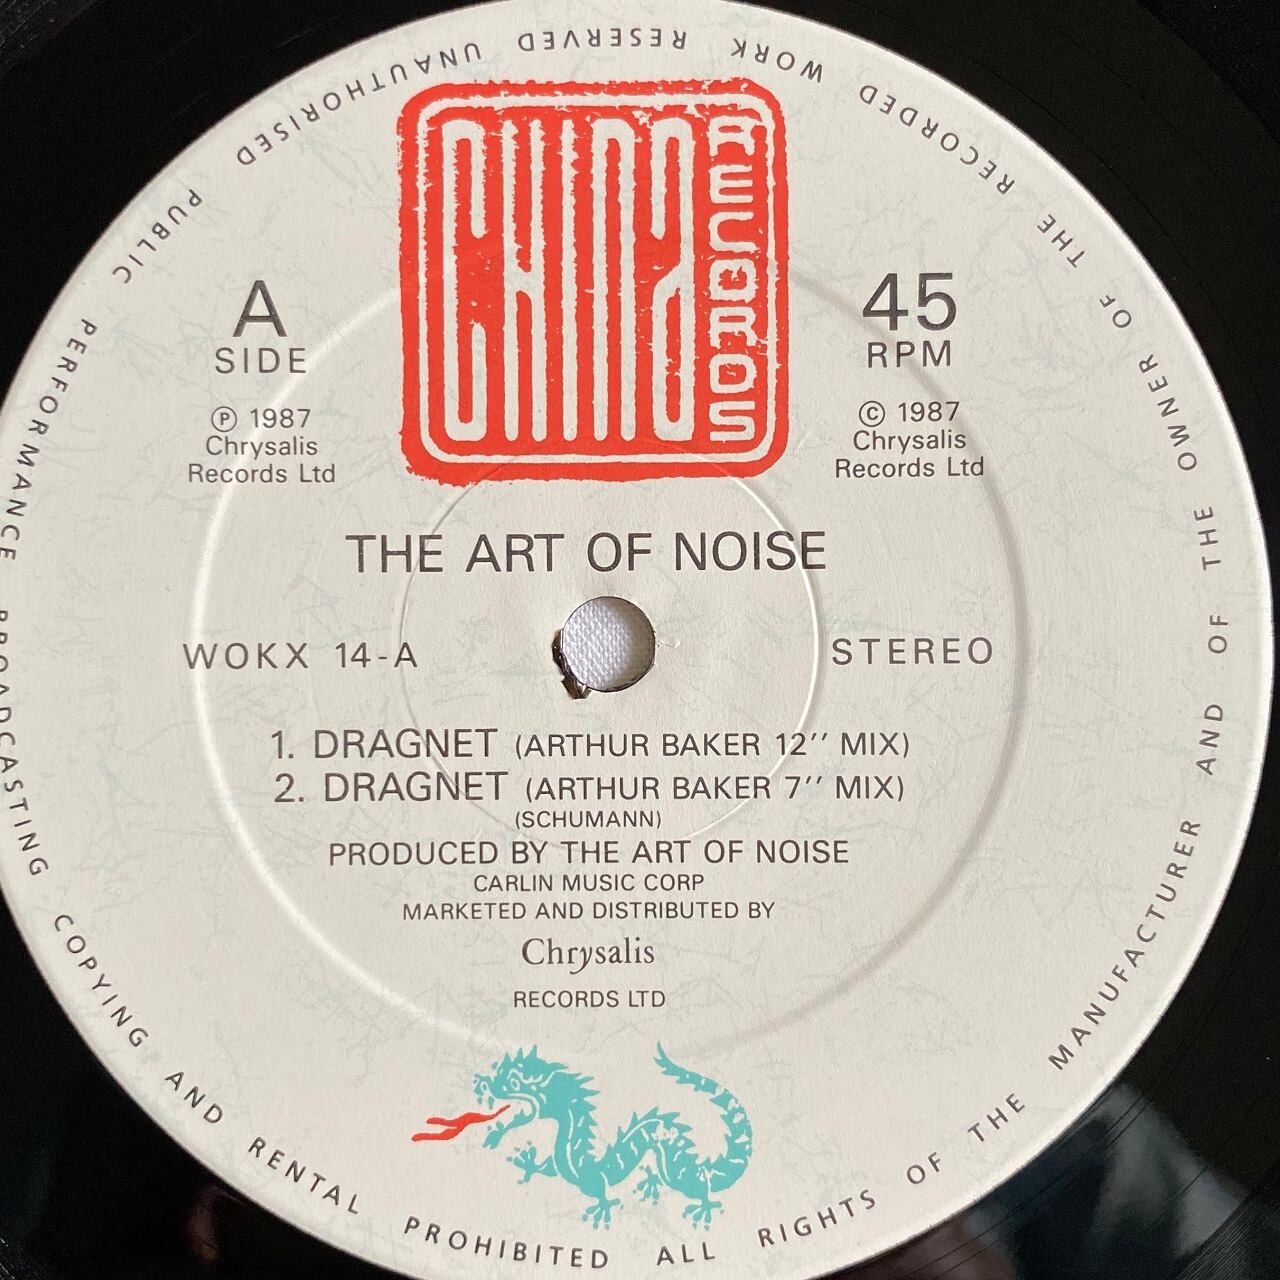 CHINA
RECORDS
A
SIDE
℗ 1987
Chrysalis
Records Ltd
45
RPM
© 1987
Chrysalis
Records Ltd
THE ART OF NOISE
WOKX 14-A
STEREO
1. DRAGNET (ARTHUR BAKER 12'' MIX)
2. DRAGNET (ARTHUR BAKER 7'' MIX)
(SCHUMANN)
PRODUCED BY THE ART OF NOISE
CARLIN MUSIC CORP
MARKETED AND DISTRIBUTED BY
Chrysalis
RECORDS LTD
ALL RIGHTS OF THE MANUFACTURER AND OF THE OWNER OF THE RECORDED WORK RESERVED UNAUTHORISED PUBLIC PERFORMANCE BROADCASTING COPYING AND RENTAL PROHIBITED